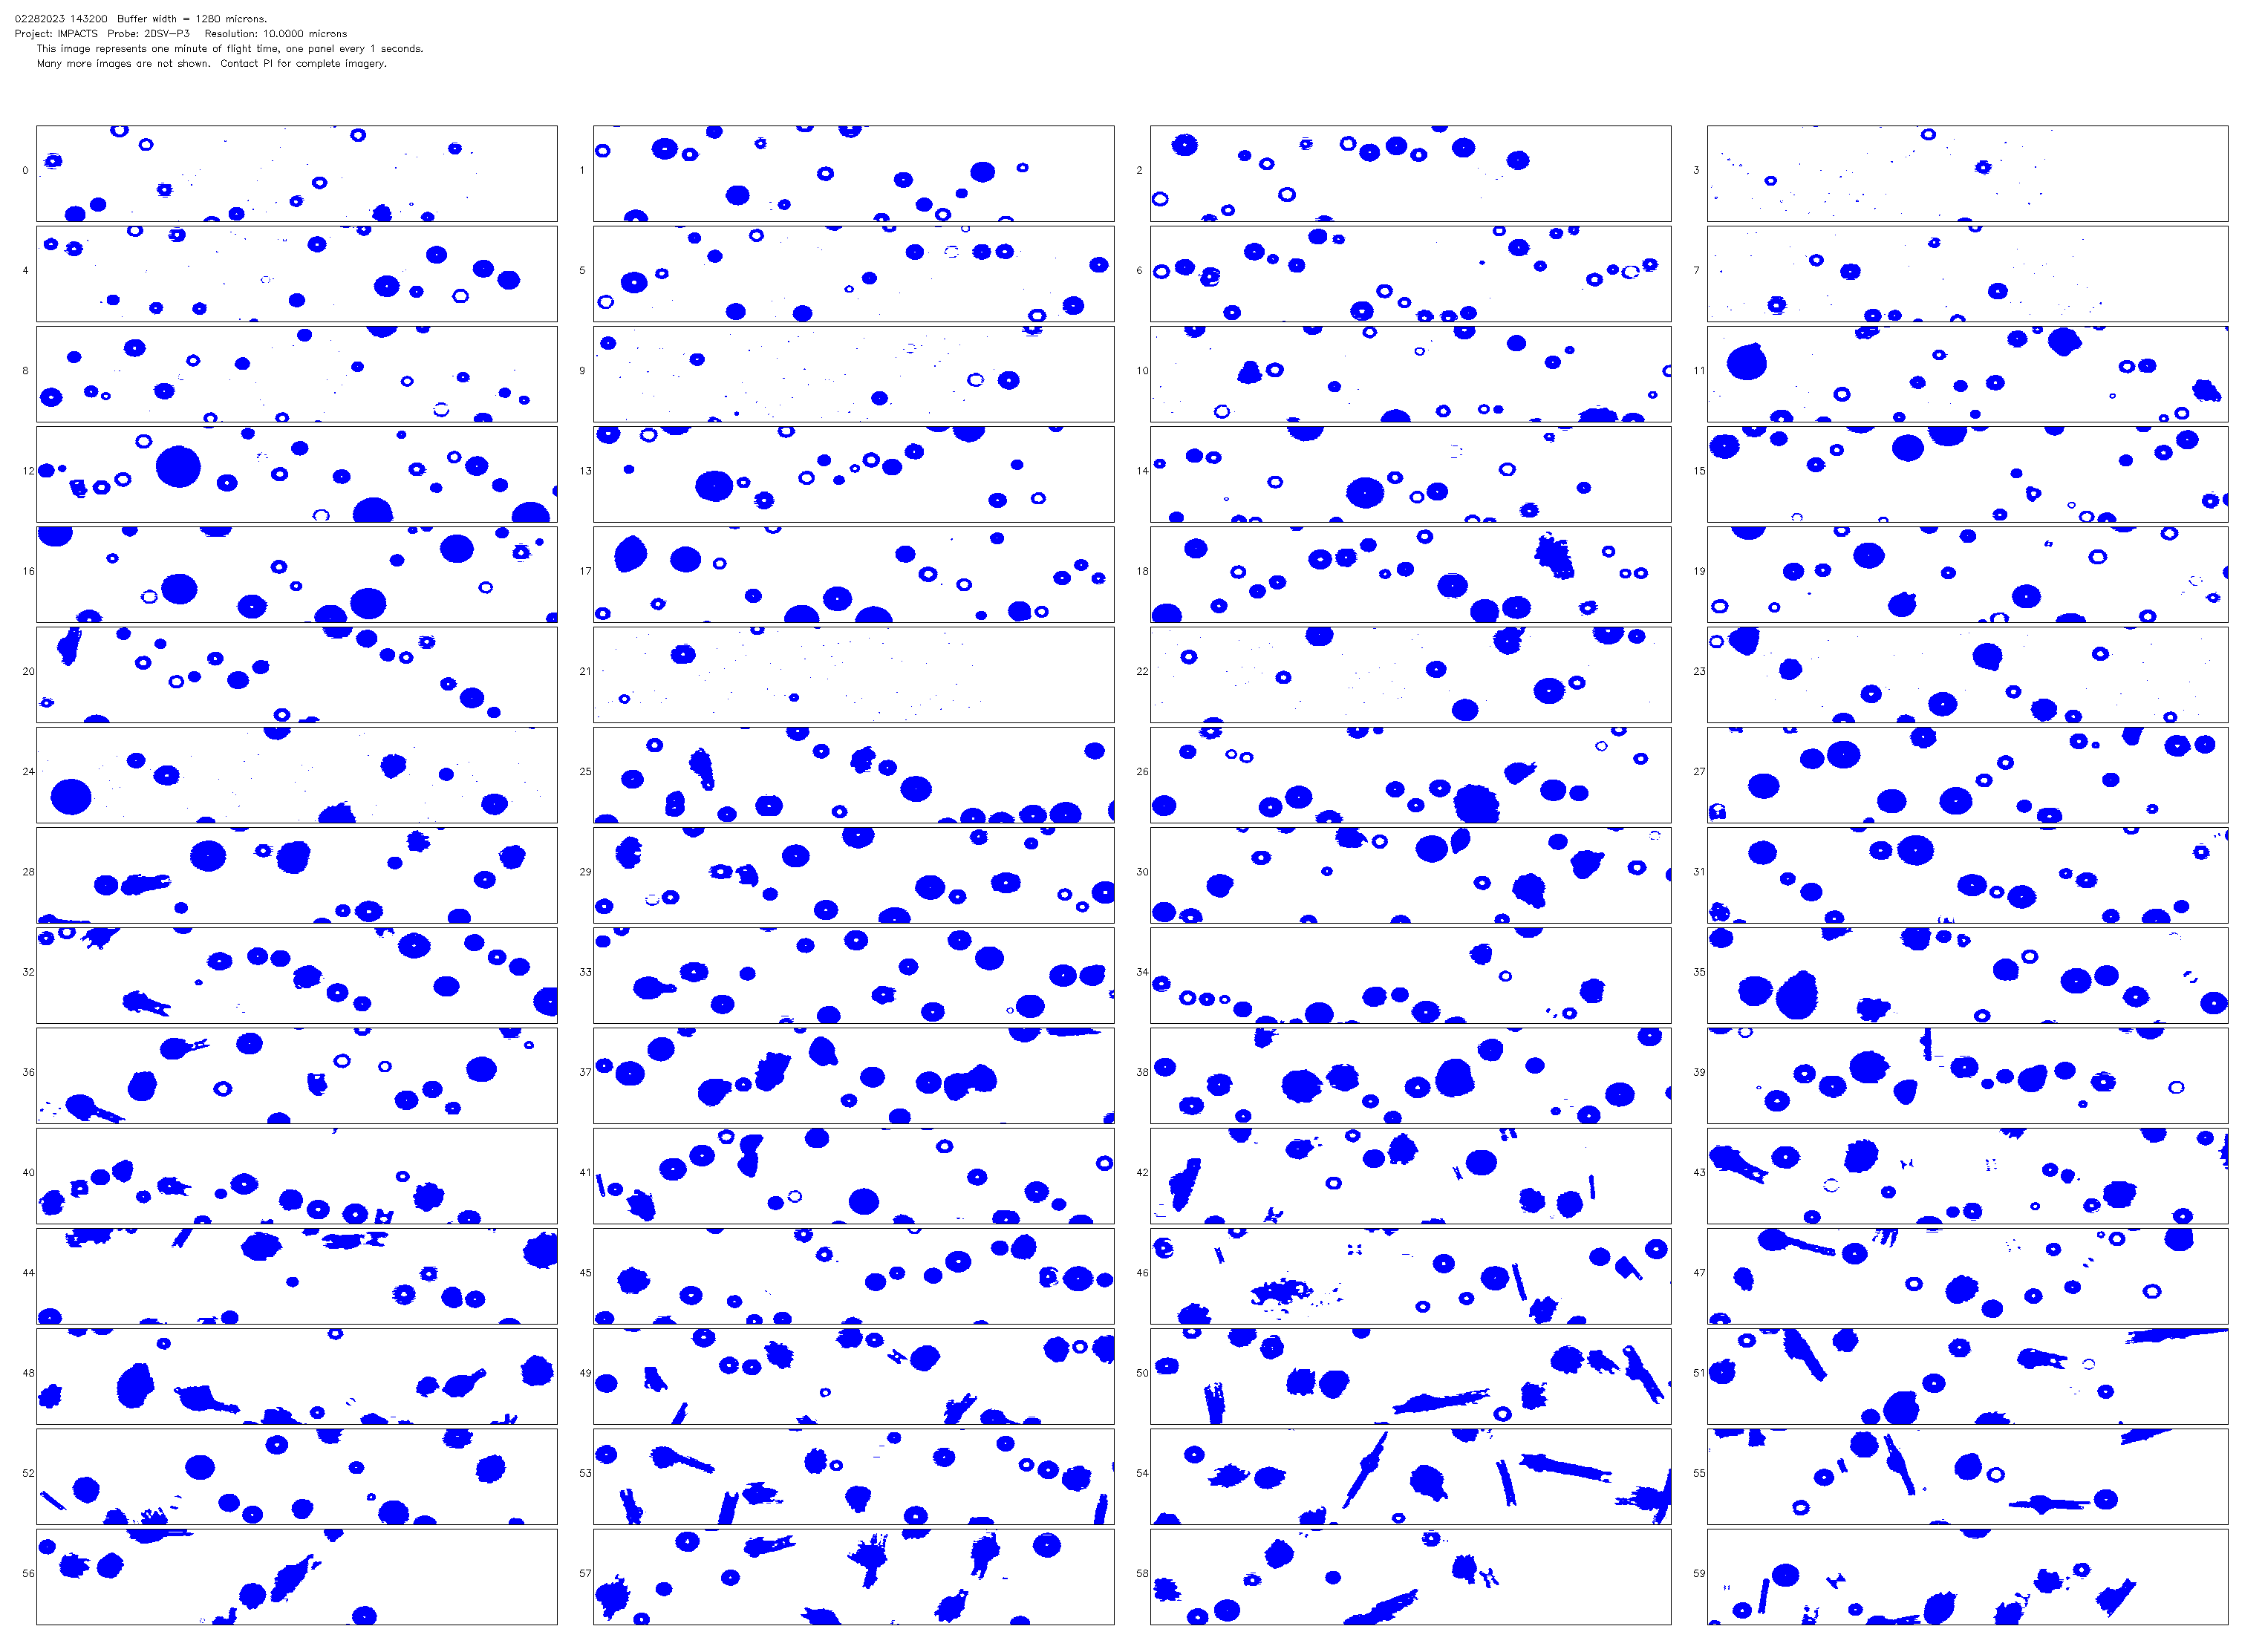 02282023 143200  Buffer width = 1280 microns.
Project: IMPACTS  Probe: 2DSV-P3  Resolution: 10.0000 microns
This image represents one minute of flight time, one panel every 1 seconds.
Many more images are not shown.  Contact PI for complete imagery.
0 1 2 3
4 5 6 7
8 9 10 11
12 13 14 15
16 17 18 19
20 21 22 23
24 25 26 27
28 29 30 31
32 33 34 35
36 37 38 39
40 41 42 43
44 45 46 47
48 49 50 51
52 53 54 55
56 57 58 59